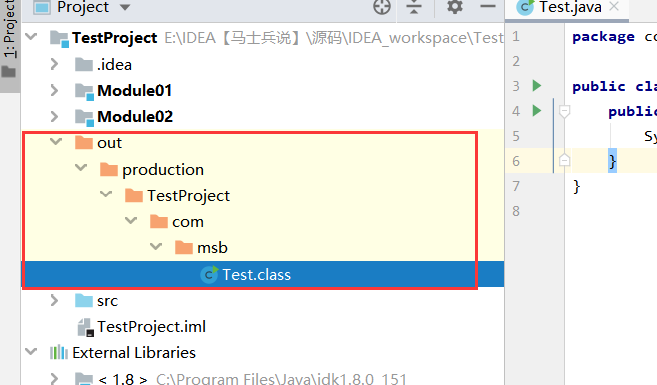 1: Project
Project
Test.java
TestProject E:\IDEA【马士兵说】\源码\IDEA_workspace\Test
.idea
Module01
Module02
out
production
TestProject
com
msb
Test.class
src
TestProject.iml
External Libraries
< 1.8 > C:\Program Files\Java\jdk1.8.0_151
1 package co
2
3 public cla
4 public
5 Sy
6 }
7 }
8